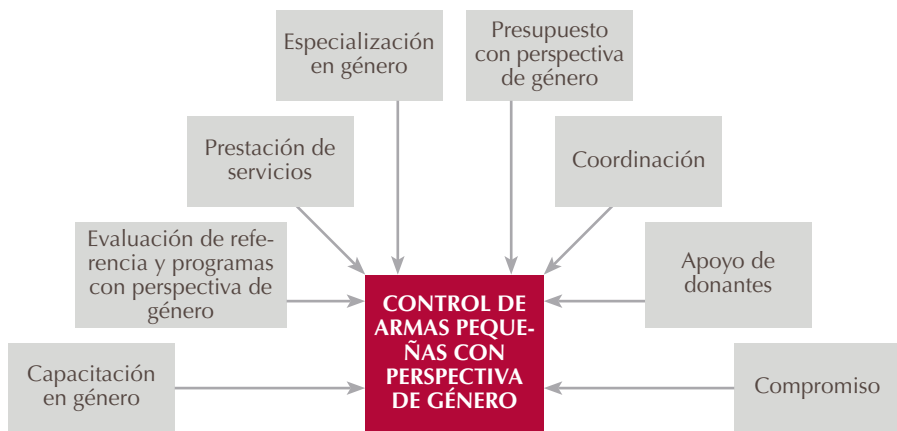 Especialización
en género
Presupuesto
con perspectiva
de género
Prestación de
servicios
Coordinación
Evaluación de refe-
rencia y programas
con perspectiva de
género
Apoyo de
donantes
CONTROL DE
ARMAS PEQUE-
ÑAS CON
PERSPECTIVA
DE GÉNERO
Capacitación
en género
Compromiso